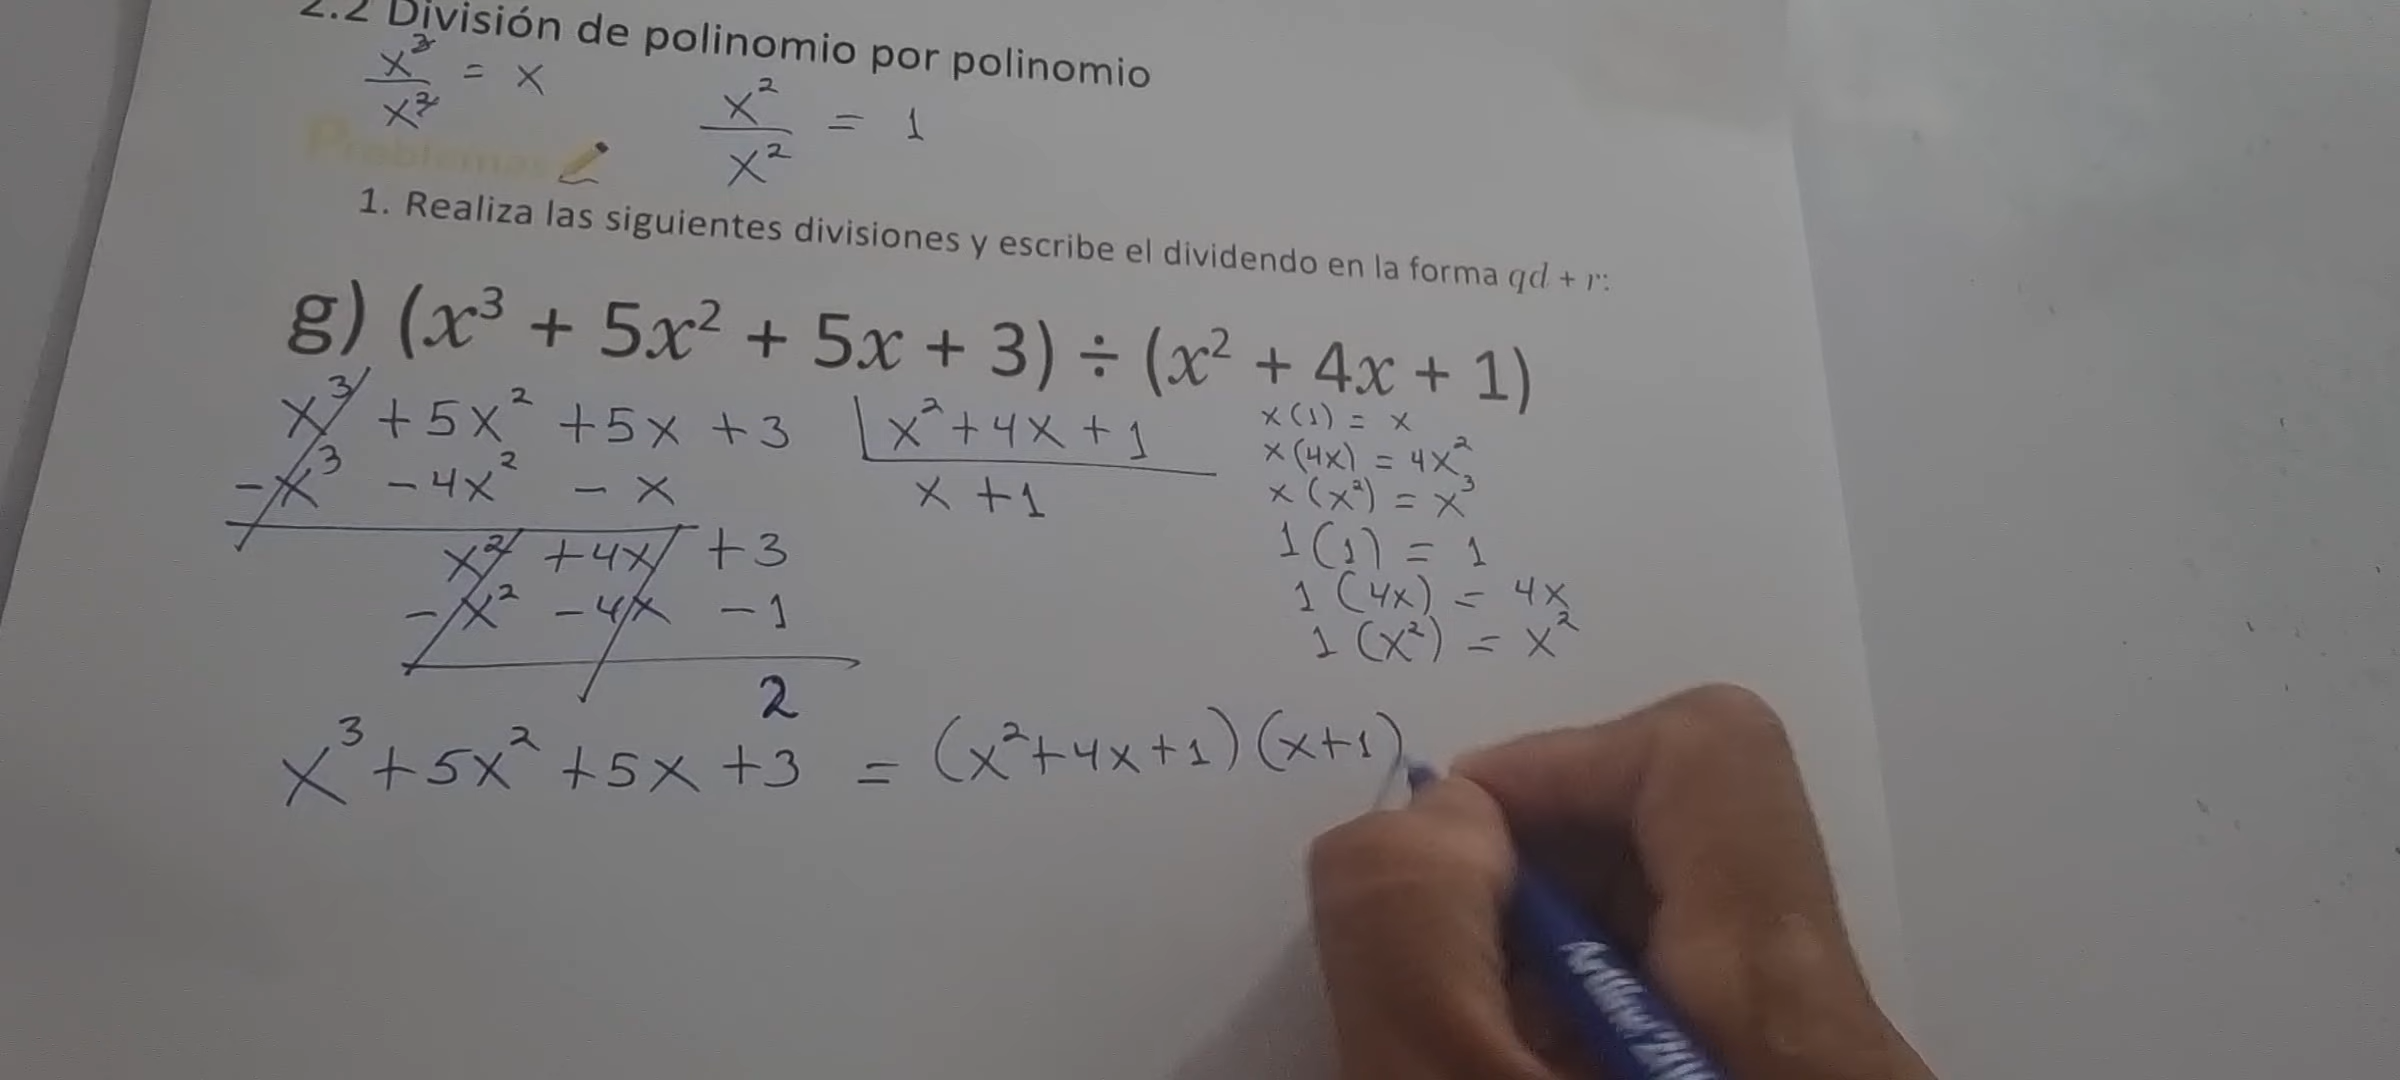 2.2 División de polinomio por polinomio
x³/x² = x
x²/x² = 1
Problemas
1. Realiza las siguientes divisiones y escribe el dividendo en la forma qd + r:
g) (x³ + 5x² + 5x + 3) ÷ (x² + 4x + 1)
x³ +5x² +5x +3 x²+4x+1
-x³ -4x² -x x +1
x² +4x +3
-x² -4x -1
2
x(1) = x
x(4x) = 4x²
x(x²) = x³
1(1) = 1
1(4x) = 4x
1(x²) = x²
x³+5x²+5x+3 = (x²+4x+1)(x+1)
Artline